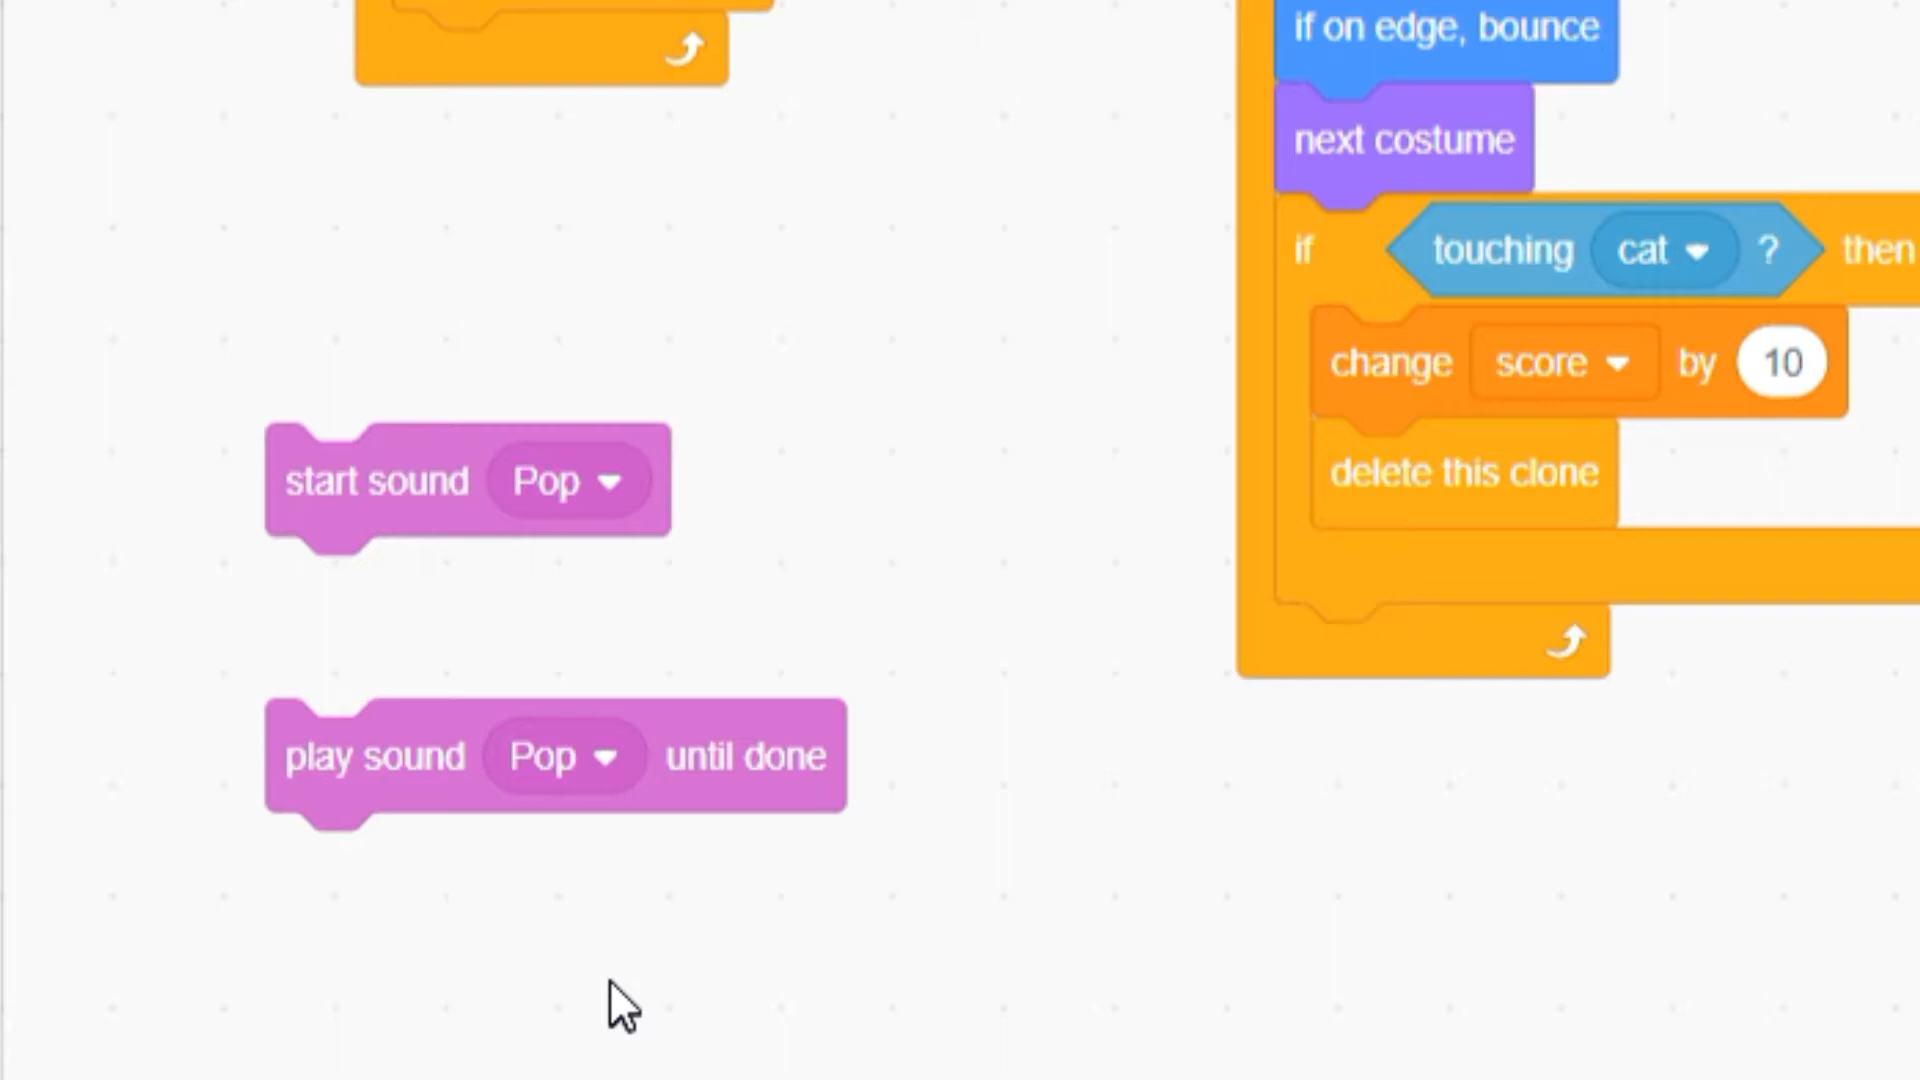 if on edge, bounce
next costume
if touching cat ? then
change score by 10
delete this clone
start sound Pop
play sound Pop until done